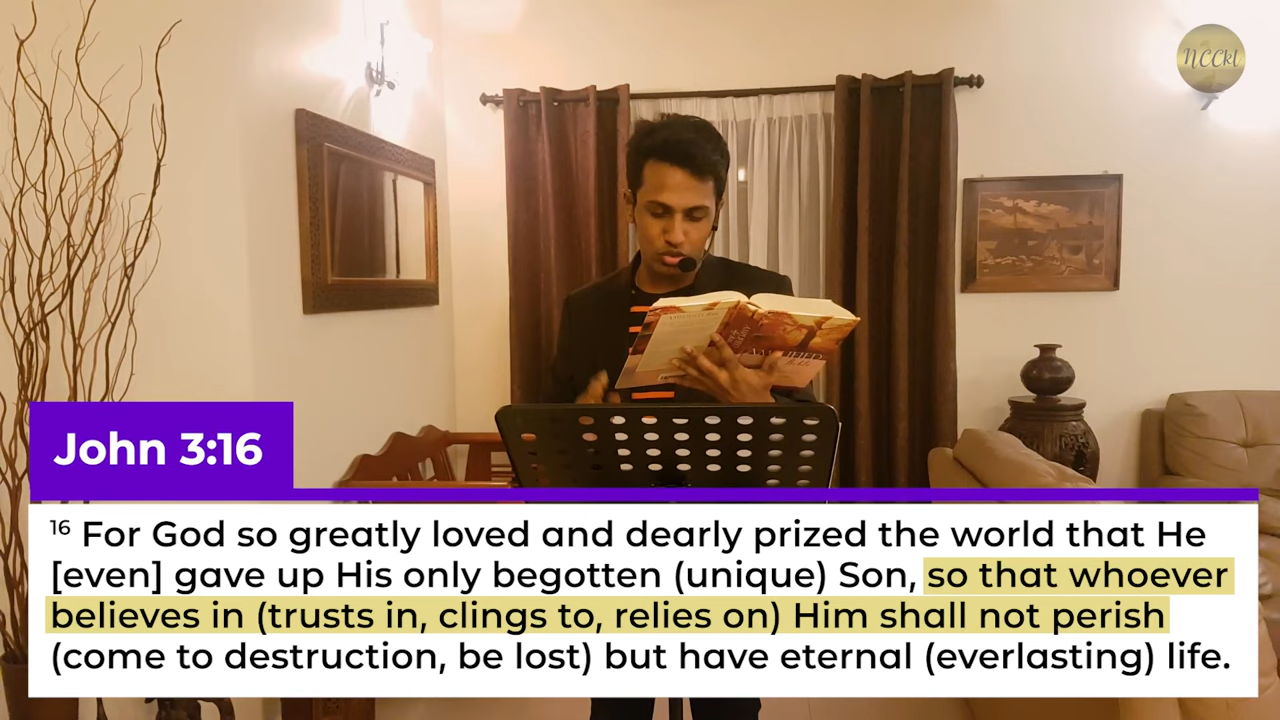 NCCkl
John 3:16
16 For God so greatly loved and dearly prized the world that He
[even] gave up His only begotten (unique) Son, so that whoever
believes in (trusts in, clings to, relies on) Him shall not perish
(come to destruction, be lost) but have eternal (everlasting) life.